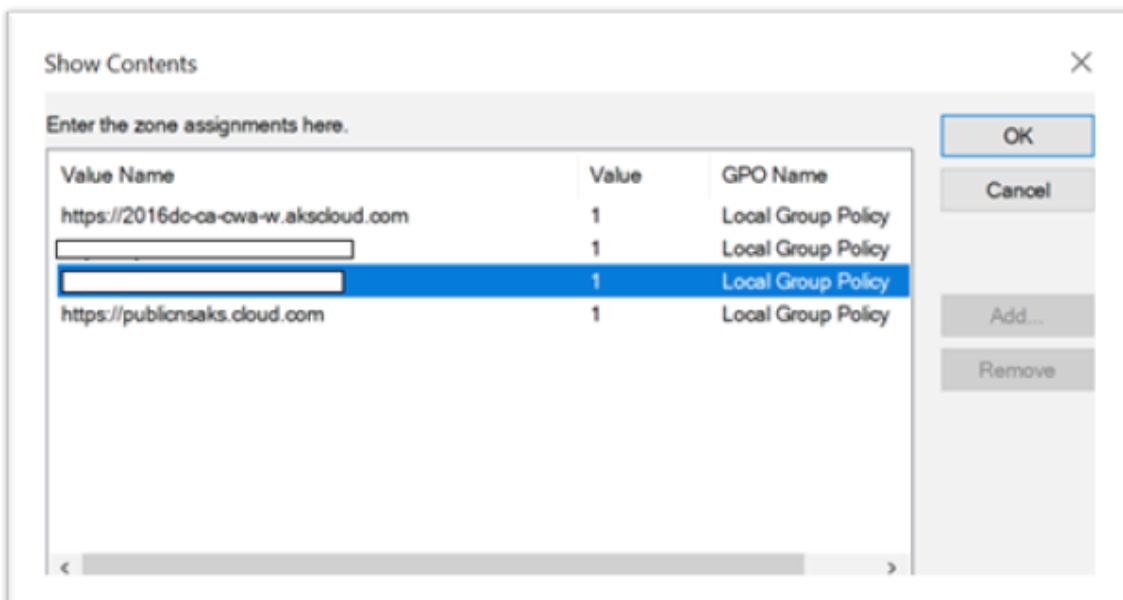 Show Contents
Enter the zone assignments here.
OK
Value Name Value GPO Name
Cancel
https://2016dc-ca-cwa-w.akscloud.com 1 Local Group Policy
1 Local Group Policy
1 Local Group Policy
https://publicnsaks.cloud.com 1 Local Group Policy
Add...
Remove